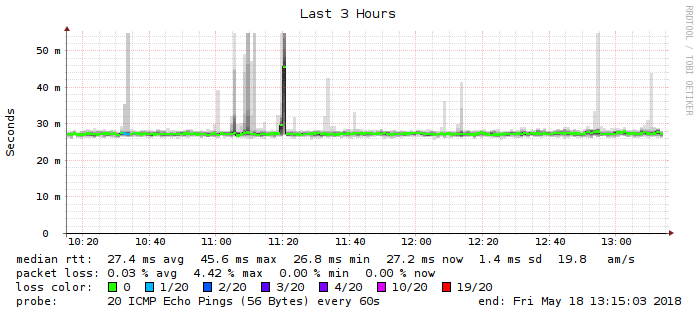 Last 3 Hours
RRDTOOL / TOBI OETIKER
Seconds
50 m
40 m
30 m
20 m
10 m
0
10:20 10:40 11:00 11:20 11:40 12:00 12:20 12:40 13:00
median rtt: 27.4 ms avg 45.6 ms max 26.8 ms min 27.2 ms now 1.4 ms sd 19.8 am/s
packet loss: 0.03 % avg 4.42 % max 0.00 % min 0.00 % now
loss color: 0 1/20 2/20 3/20 4/20 10/20 19/20
probe: 20 ICMP Echo Pings (56 Bytes) every 60s end: Fri May 18 13:15:03 2018